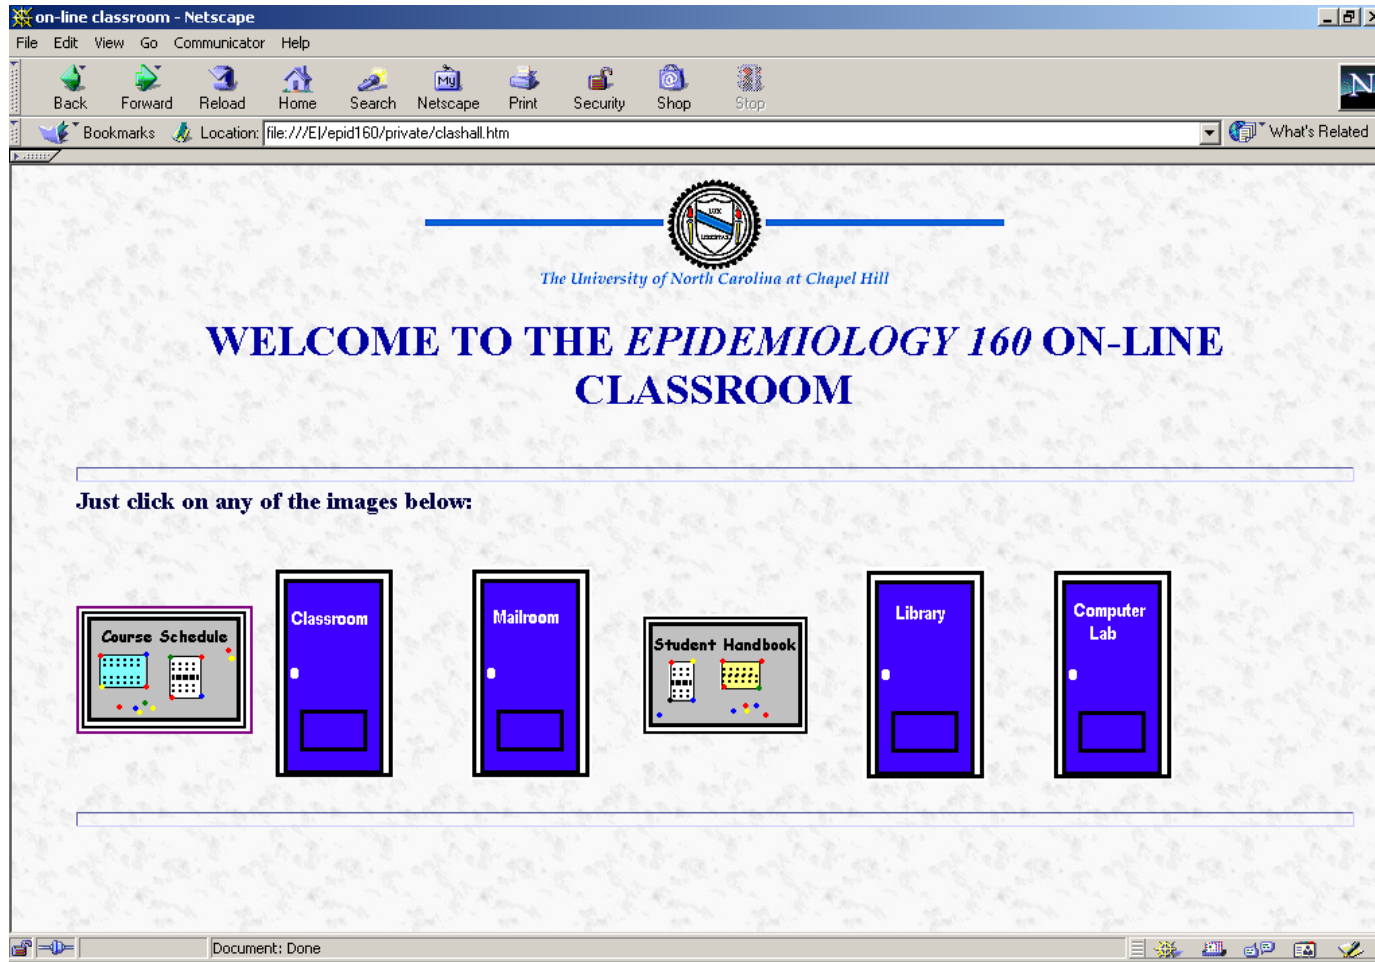 on-line classroom - Netscape
File Edit View Go Communicator Help
Back Forward Reload Home Search Netscape Print Security Shop Stop
My
N
Bookmarks Location: file:///E|/epid160/private/clashall.htm What's Related
LUX
LIBERTAS
The University of North Carolina at Chapel Hill
WELCOME TO THE EPIDEMIOLOGY 160 ON-LINE
CLASSROOM
Just click on any of the images below:
Course Schedule
Classroom
Mailroom
Student Handbook
Library
Computer
Lab
Document: Done